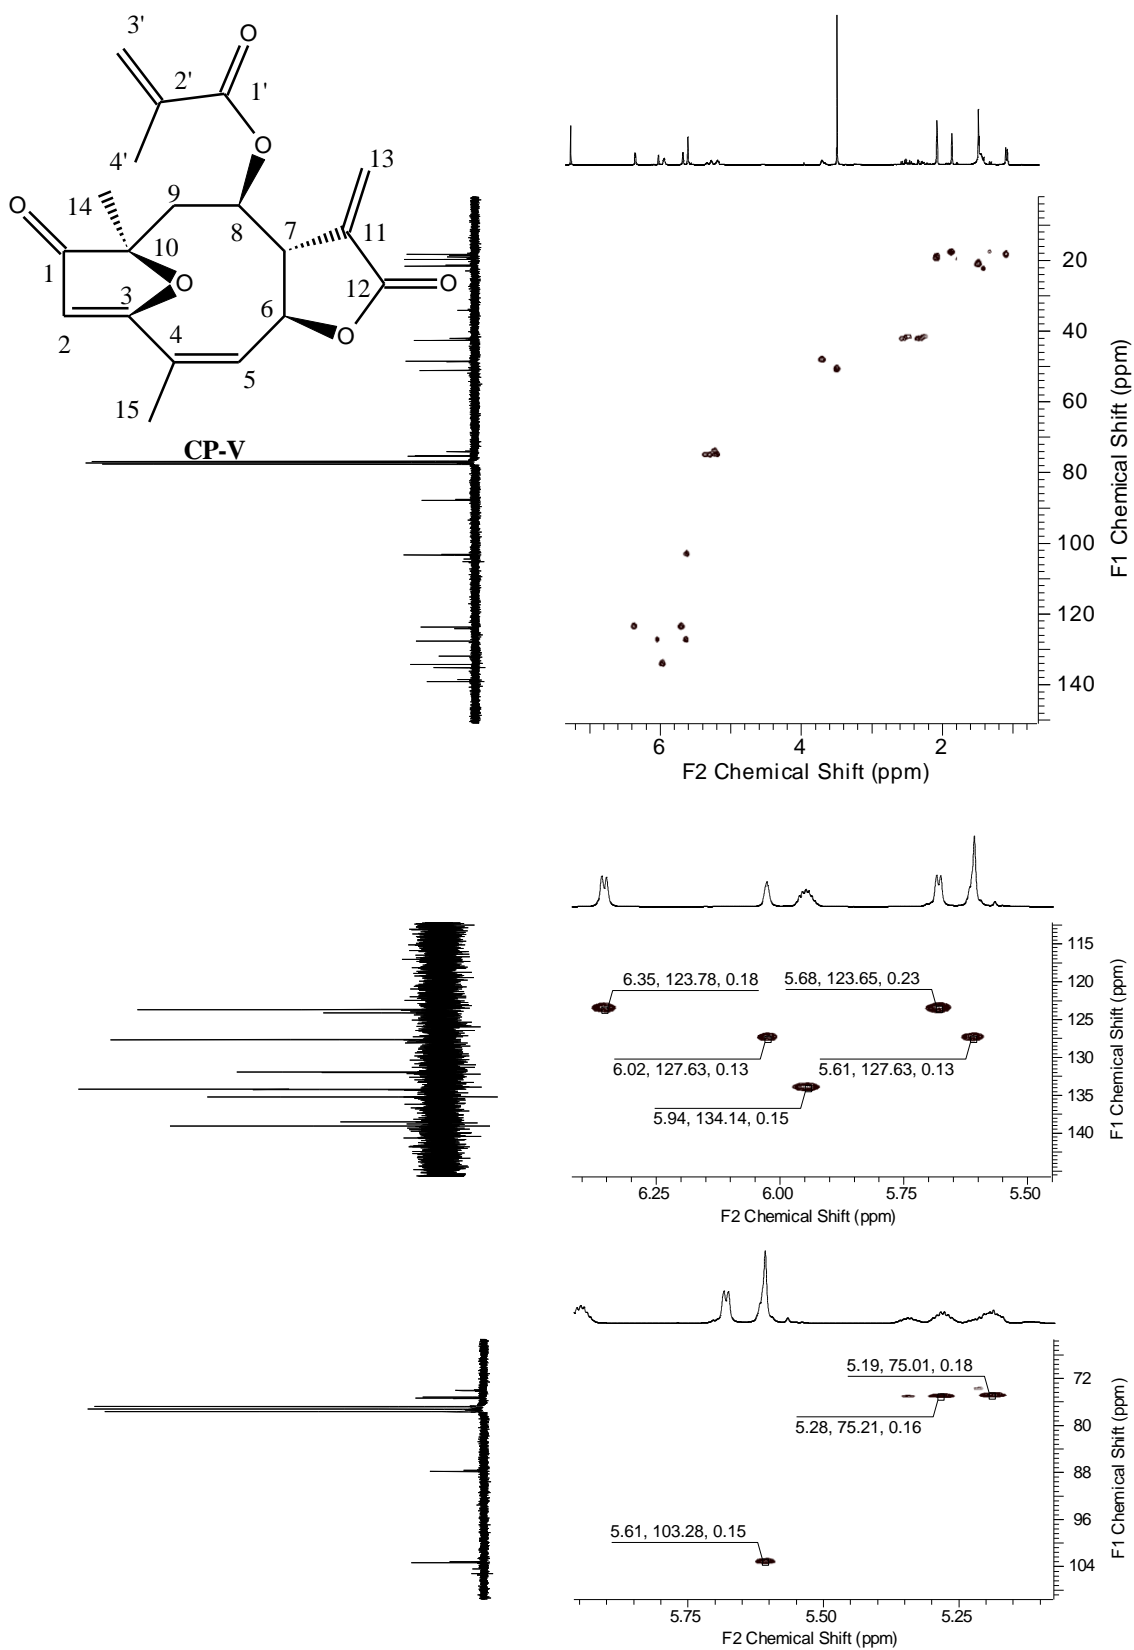 3'
O
2'
1'
4'
O
13
9
O
14
8
7
11
10
1
O
12
O
3
6
2
4
O
5
15
CP-V
20
40
60
80
100
120
140
F1 Chemical Shift (ppm)
6 4 2
F2 Chemical Shift (ppm)
6.35, 123.78, 0.18
5.68, 123.65, 0.23
6.02, 127.63, 0.13
5.61, 127.63, 0.13
5.94, 134.14, 0.15
115
120
125
130
135
140
F1 Chemical Shift (ppm)
6.25 6.00 5.75 5.50
F2 Chemical Shift (ppm)
5.19, 75.01, 0.18
5.28, 75.21, 0.16
5.61, 103.28, 0.15
72
80
88
96
104
F1 Chemical Shift (ppm)
5.75 5.50 5.25
F2 Chemical Shift (ppm)